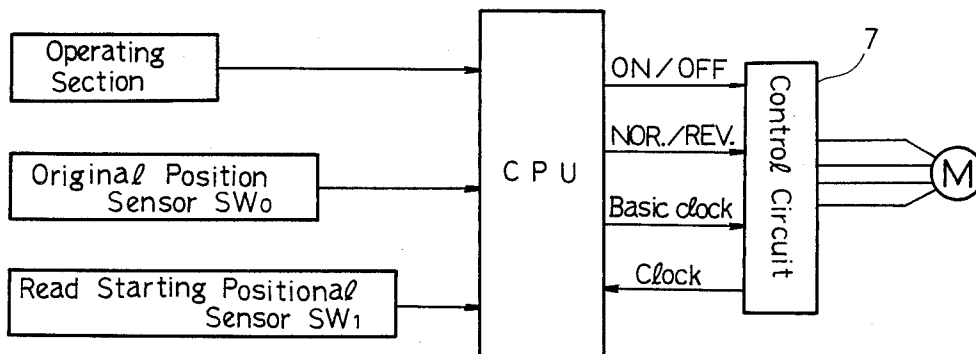 Operating
Section
Original Position
Sensor SW₀
Read Starting Positional
Sensor SW₁
CPU
ON/OFF
NOR./REV.
Basic clock
Clock
Control Circuit
7
M